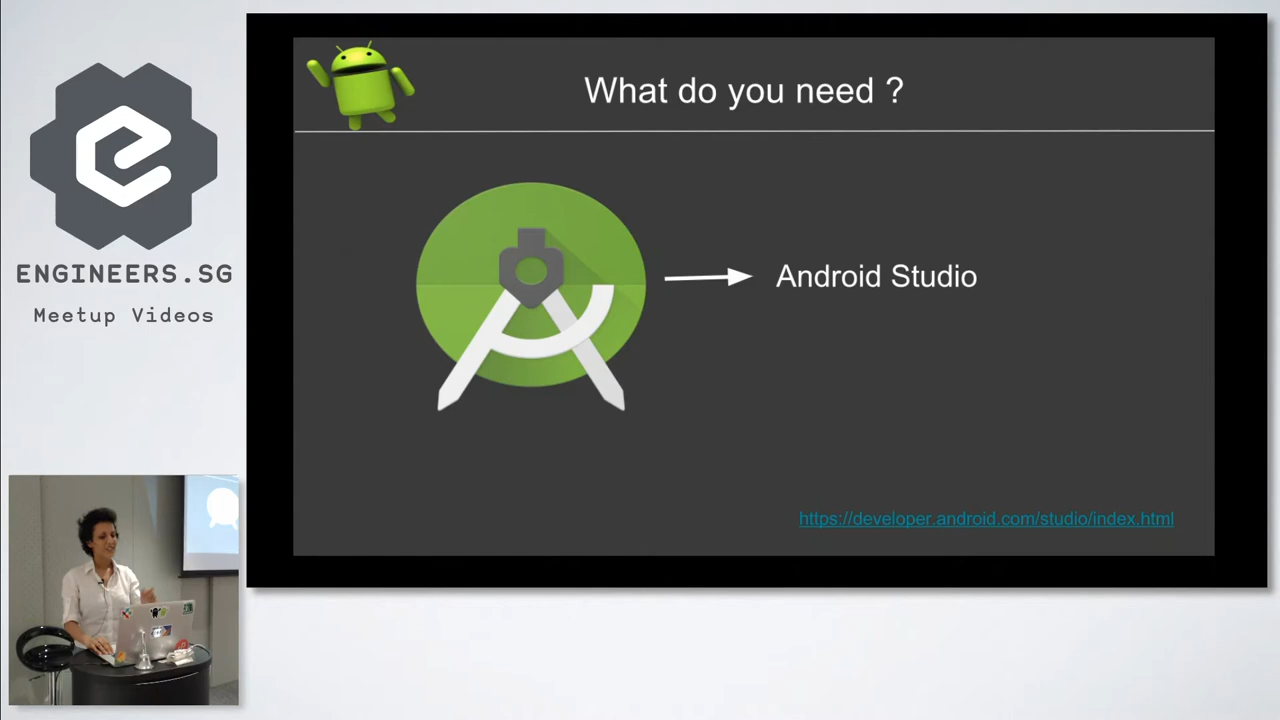 What do you need ?
ENGINEERS.SG
Meetup Videos
Android Studio
https://developer.android.com/studio/index.html